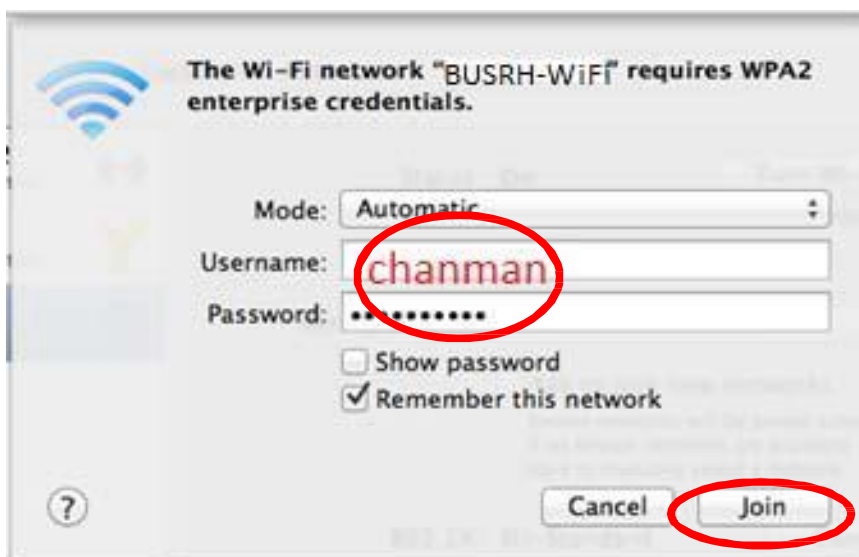 The Wi-Fi network "BUSRH-WiFi" requires WPA2
enterprise credentials.
Mode: Automatic
Username: chanman
Password: ••••••••••
Show password
Remember this network
? Cancel Join